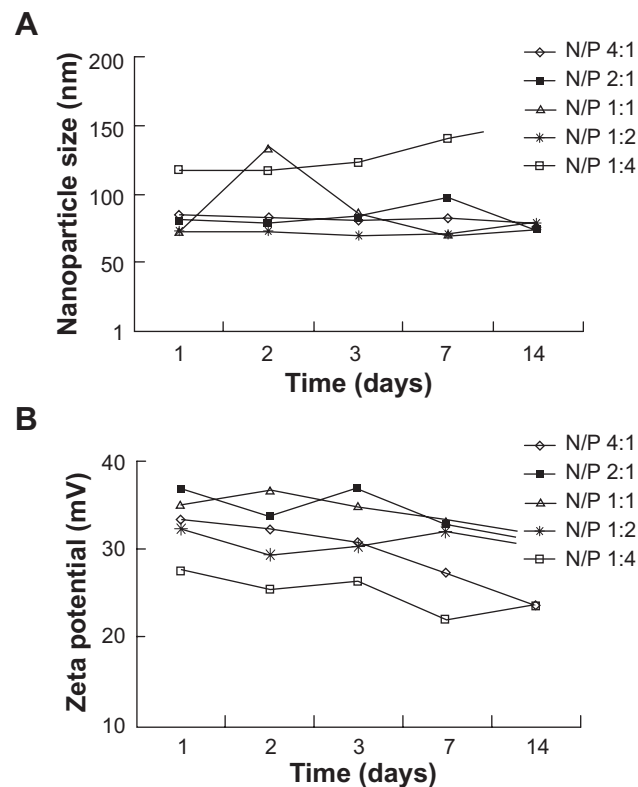 A
Nanoparticle size (nm)
200
150
100
50
1
1 2 3 7 14
Time (days)
N/P 4:1
N/P 2:1
N/P 1:1
N/P 1:2
N/P 1:4
B
Zeta potential (mV)
40
30
20
10
1 2 3 7 14
Time (days)
N/P 4:1
N/P 2:1
N/P 1:1
N/P 1:2
N/P 1:4